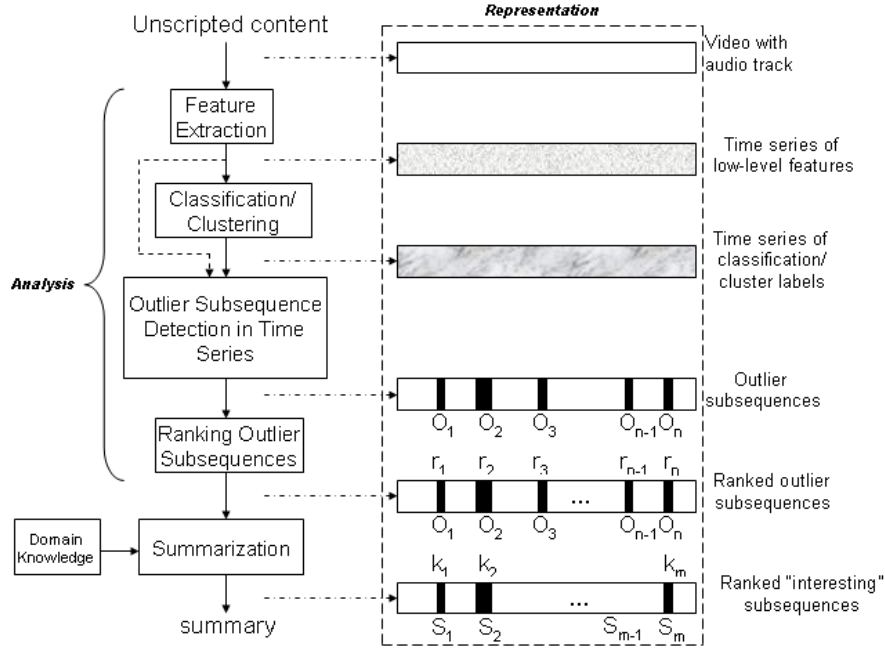 Representation
Unscripted content
Video with
audio track
Feature
Extraction
Time series of
low-level features
Classification/
Clustering
Time series of
classification/
cluster labels
Analysis
Outlier Subsequence
Detection in Time
Series
Outlier
subsequences
O1 O2 O3 On-1 On
Ranking Outlier
Subsequences
r1 r2 r3 rn-1 rn
...
Ranked outlier
subsequences
O1 O2 O3 On-1 On
Domain
Knowledge
Summarization
k1 k2 km
...
Ranked "interesting"
subsequences
S1 S2 Sm-1 Sm
summary